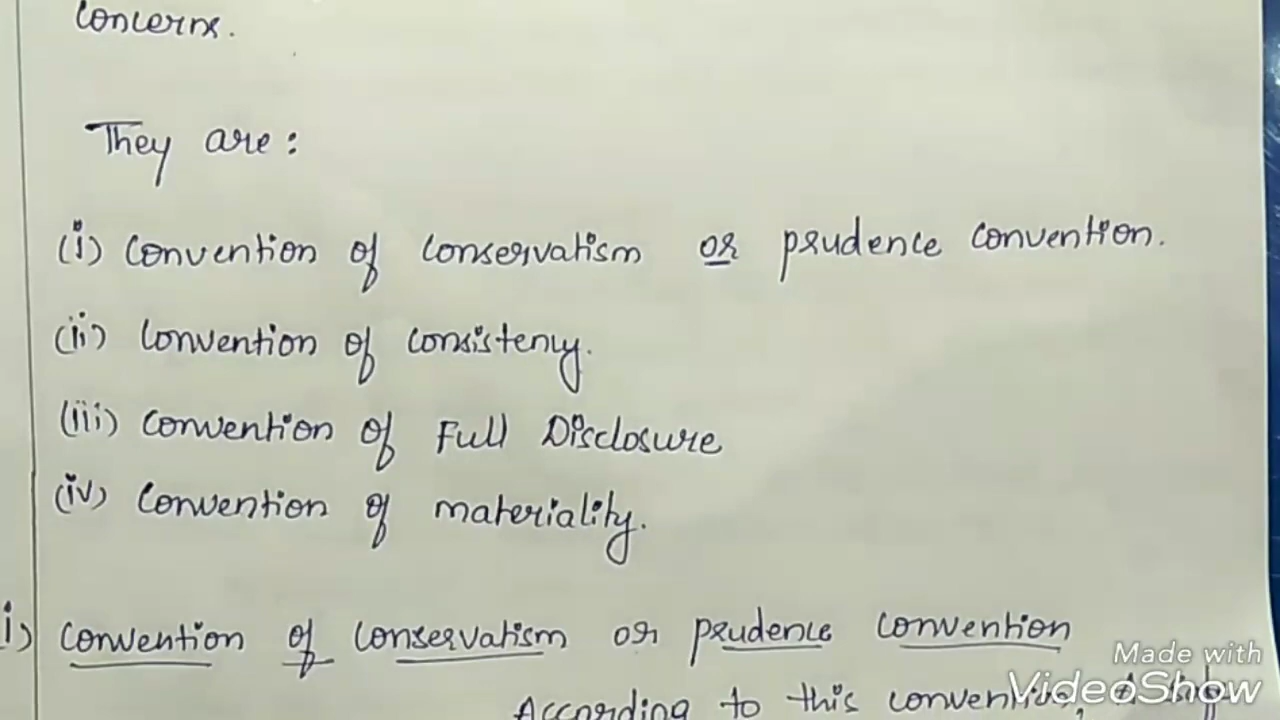 concerns.
They are:
(i) convention of conservatism or prudence convention.
(ii) convention of consistency.
(iii) convention of Full Disclosure
(iv) convention of materiality.
i) convention of conservatism or prudence convention
According to this convention,
Made with
VideoShow